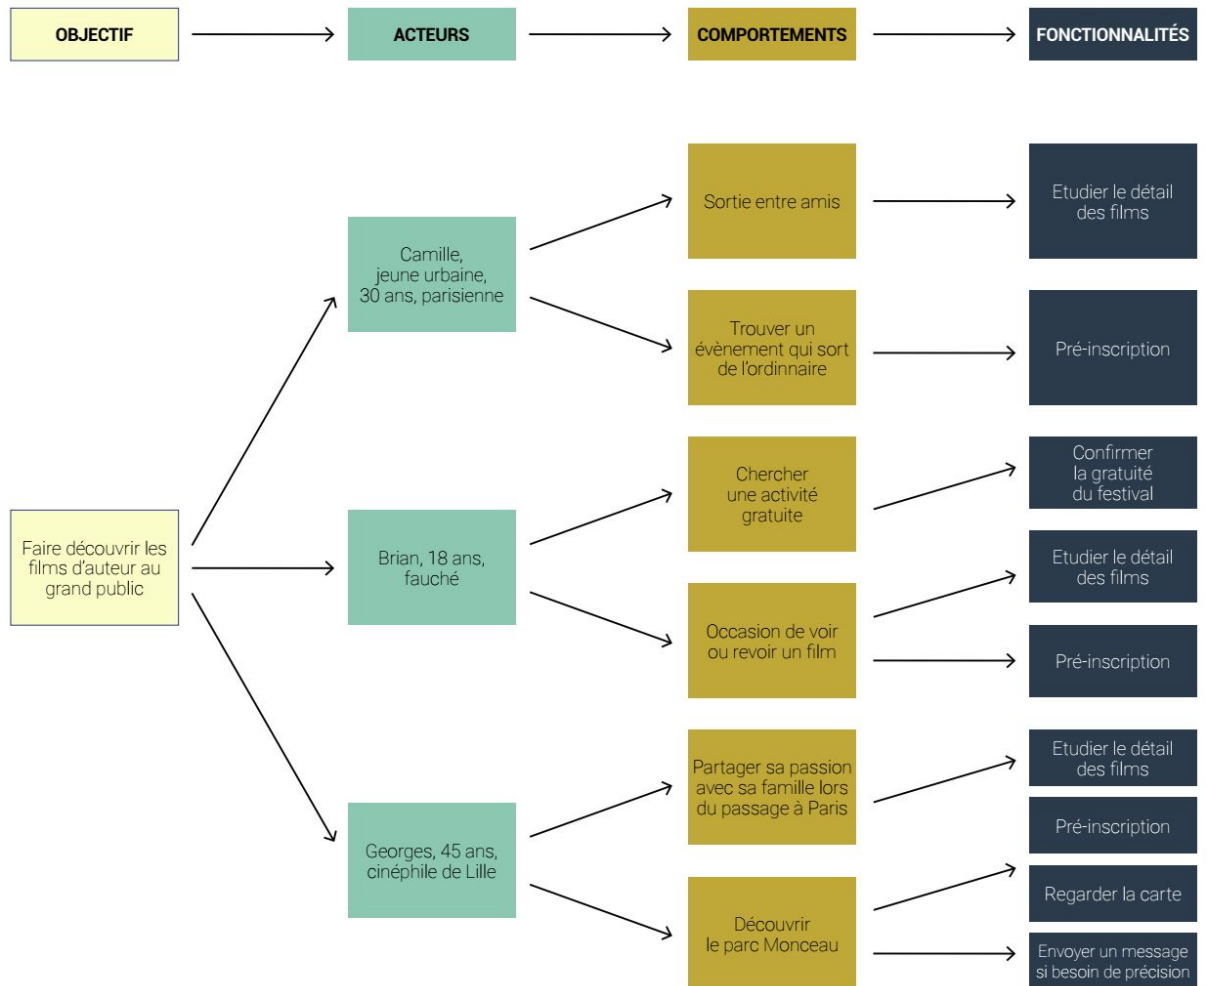 OBJECTIF
ACTEURS
COMPORTEMENTS
FONCTIONNALITÉS
Faire découvrir les
films d'auteur au
grand public
Camille,
jeune urbaine,
30 ans, parisienne
Sortie entre amis
Etudier le détail
des films
Trouver un
évènement qui sort
de l'ordinnaire
Pré-inscription
Brian, 18 ans,
fauché
Chercher
une activité
gratuite
Confirmer
la gratuité
du festival
Occasion de voir
ou revoir un film
Etudier le détail
des films
Pré-inscription
Georges, 45 ans,
cinéphile de Lille
Partager sa passion
avec sa famille lors
du passage à Paris
Etudier le détail
des films
Pré-inscription
Découvrir
le parc Monceau
Regarder la carte
Envoyer un message
si besoin de précision